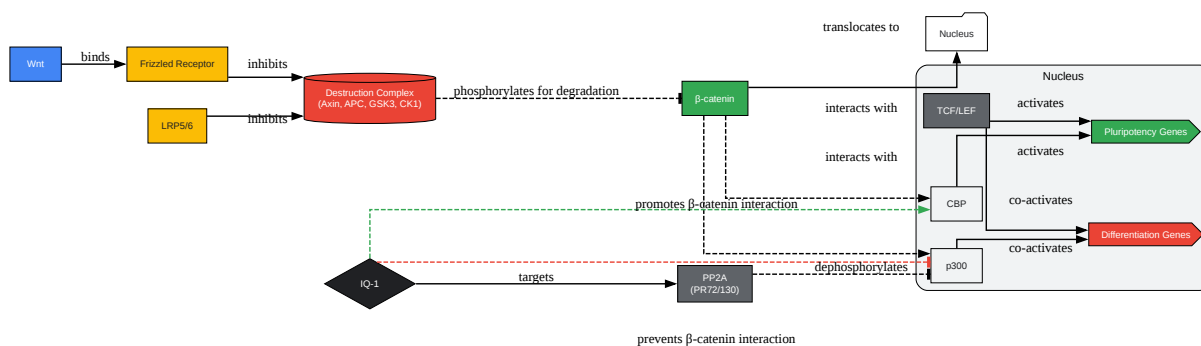 translocates to
Nucleus
Wnt
binds
Frizzled Receptor
inhibits
Destruction Complex
(Axin, APC, GSK3, CK1)
phosphorylates for degradation
β-catenin
LRP5/6
inhibits
Nucleus
interacts with
TCF/LEF
activates
Pluripotency Genes
interacts with
activates
promotes β-catenin interaction
CBP
co-activates
Differentiation Genes
co-activates
IQ-1
targets
PP2A
(PR72/130)
dephosphorylates
p300
prevents β-catenin interaction